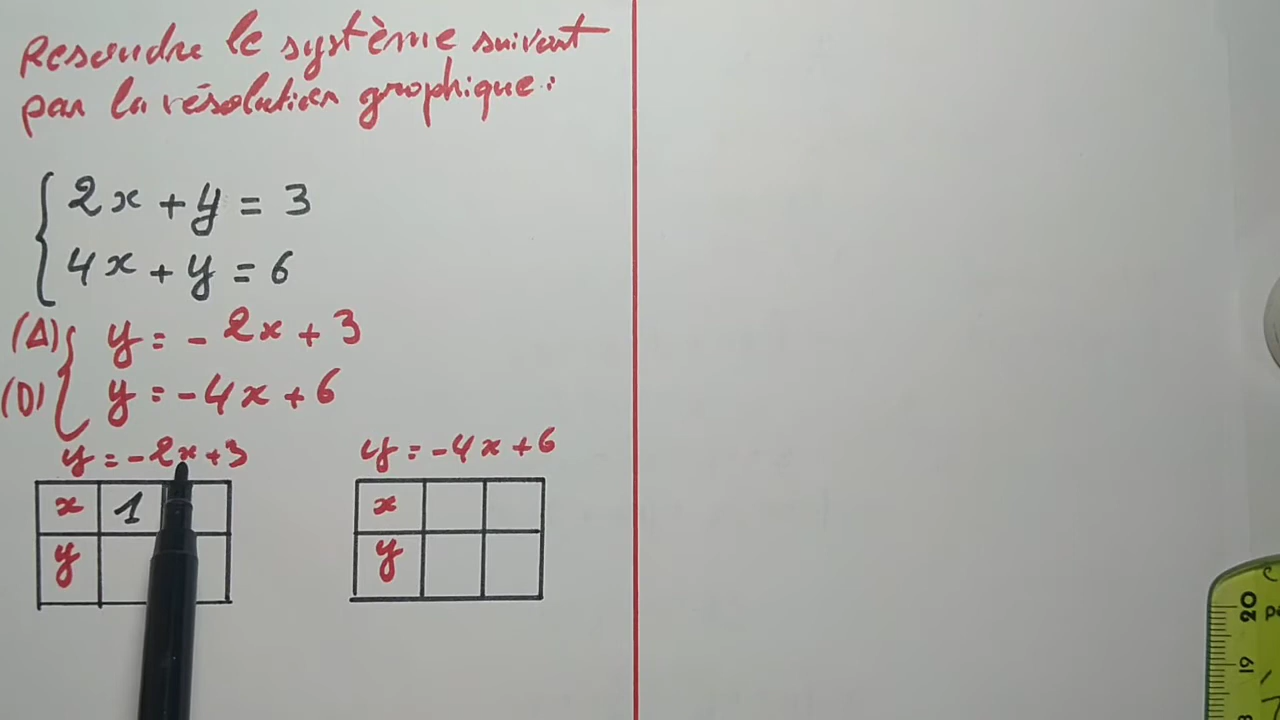 Resoudre le système suivant
par la résolution graphique :
2x + y = 3
4x + y = 6
(Δ) y = -2x + 3
(D) y = -4x + 6
y = -2x + 3
x 1
y
y = -4x + 6
x
y
20
19